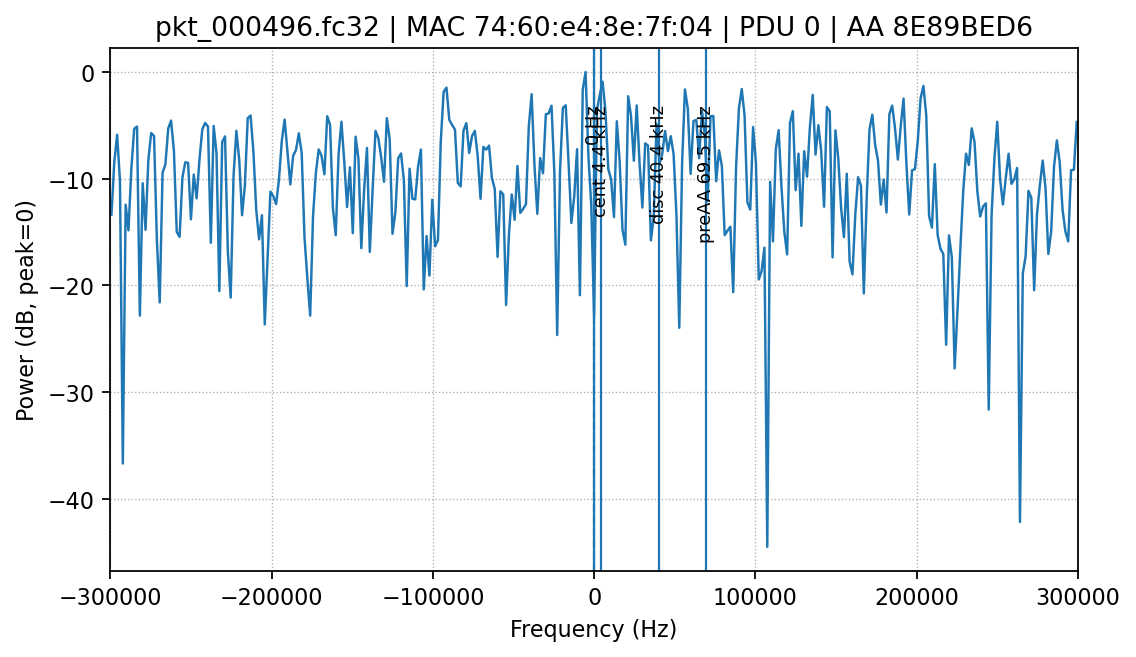 pkt_000496.fc32 | MAC 74:60:e4:8e:7f:04 | PDU 0 | AA 8E89BED6
Power (dB, peak=0)
0
−10
−20
−30
−40
0 Hz
cent 4.4 kHz
disc 40.4 kHz
preAA 69.5 kHz
−300000
−200000
−100000
0
100000
200000
300000
Frequency (Hz)